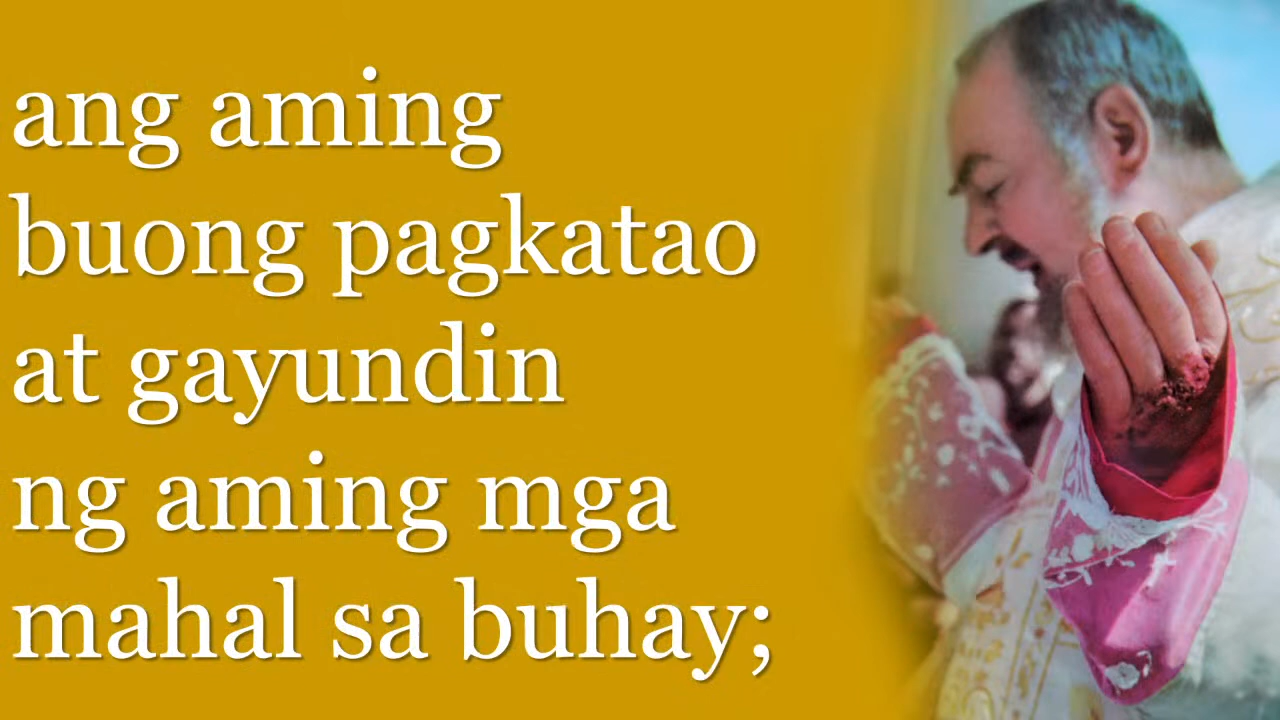 ang aming
buong pagkatao
at gayundin
ng aming mga
mahal sa buhay;